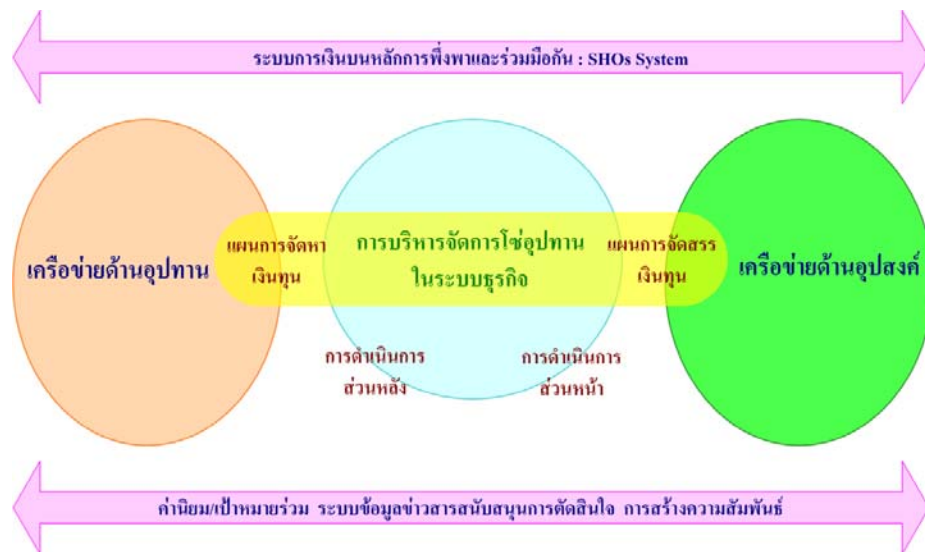 ระบบการเงินบนหลักการพึ่งพาและร่วมมือกัน : SHOs System
เครือข่ายด้านอุปทาน
แผนการจัดหา
เงินทุน
การบริหารจัดการโซ่อุปทาน
ในระบบธุรกิจ
แผนการจัดสรร
เงินทุน
เครือข่ายด้านอุปสงค์
การดำเนินการ
ส่วนหลัง
การดำเนินการ
ส่วนหน้า
ค่านิยม/เป้าหมายร่วม ระบบข้อมูลข่าวสารสนับสนุนการตัดสินใจ การสร้างความสัมพันธ์